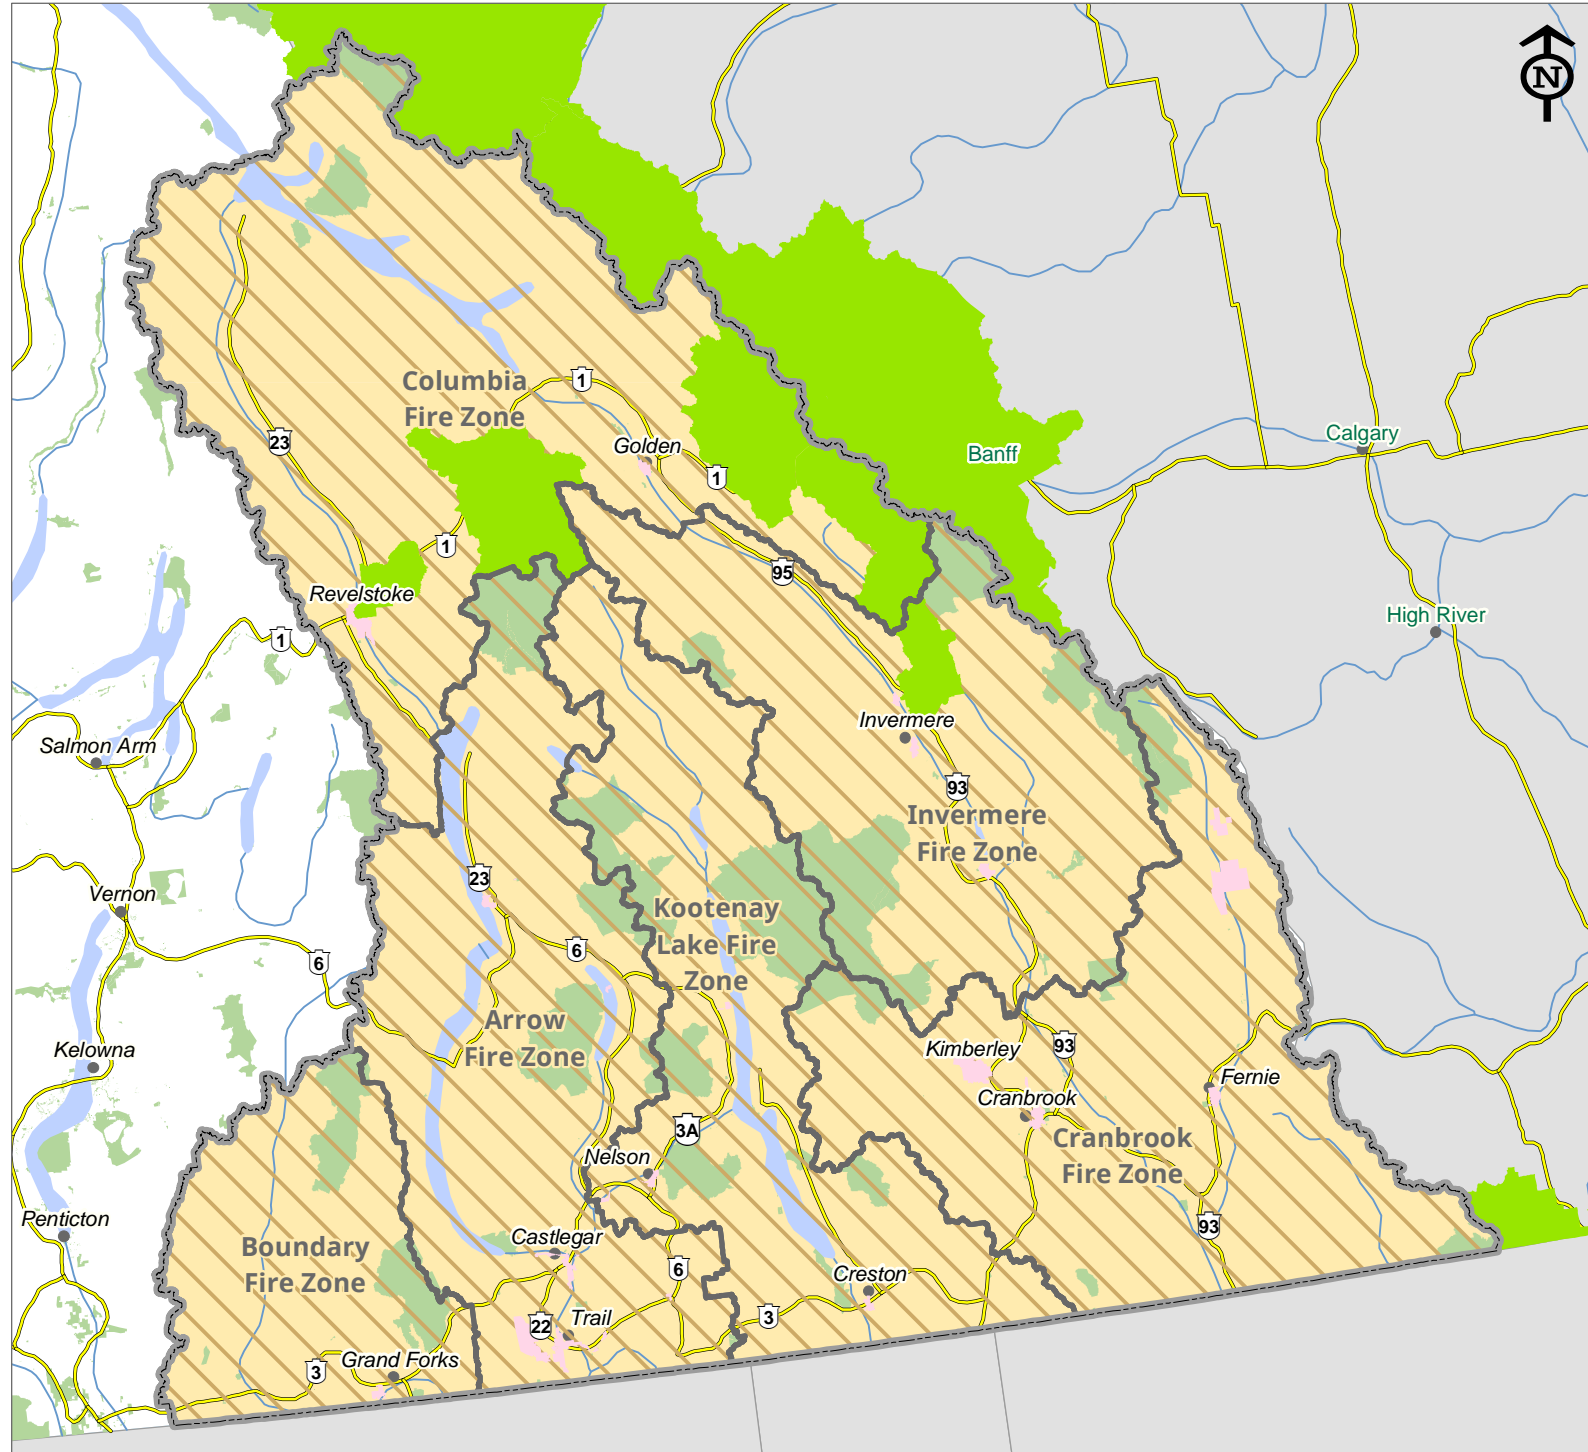 N
Columbia
Fire Zone
1
23
Golden
1
Banff
Calgary
1
95
Revelstoke
1
High River
Invermere
Salmon Arm
93
Invermere
Fire Zone
23
Vernon
Kootenay
Lake Fire
Zone
6
6
Arrow
Fire Zone
Kelowna
Kimberley
93
Fernie
Cranbrook
3A
Cranbrook
Fire Zone
Nelson
Penticton
93
Castlegar
Boundary
Fire Zone
6
Creston
22
Trail
3
3
Grand Forks